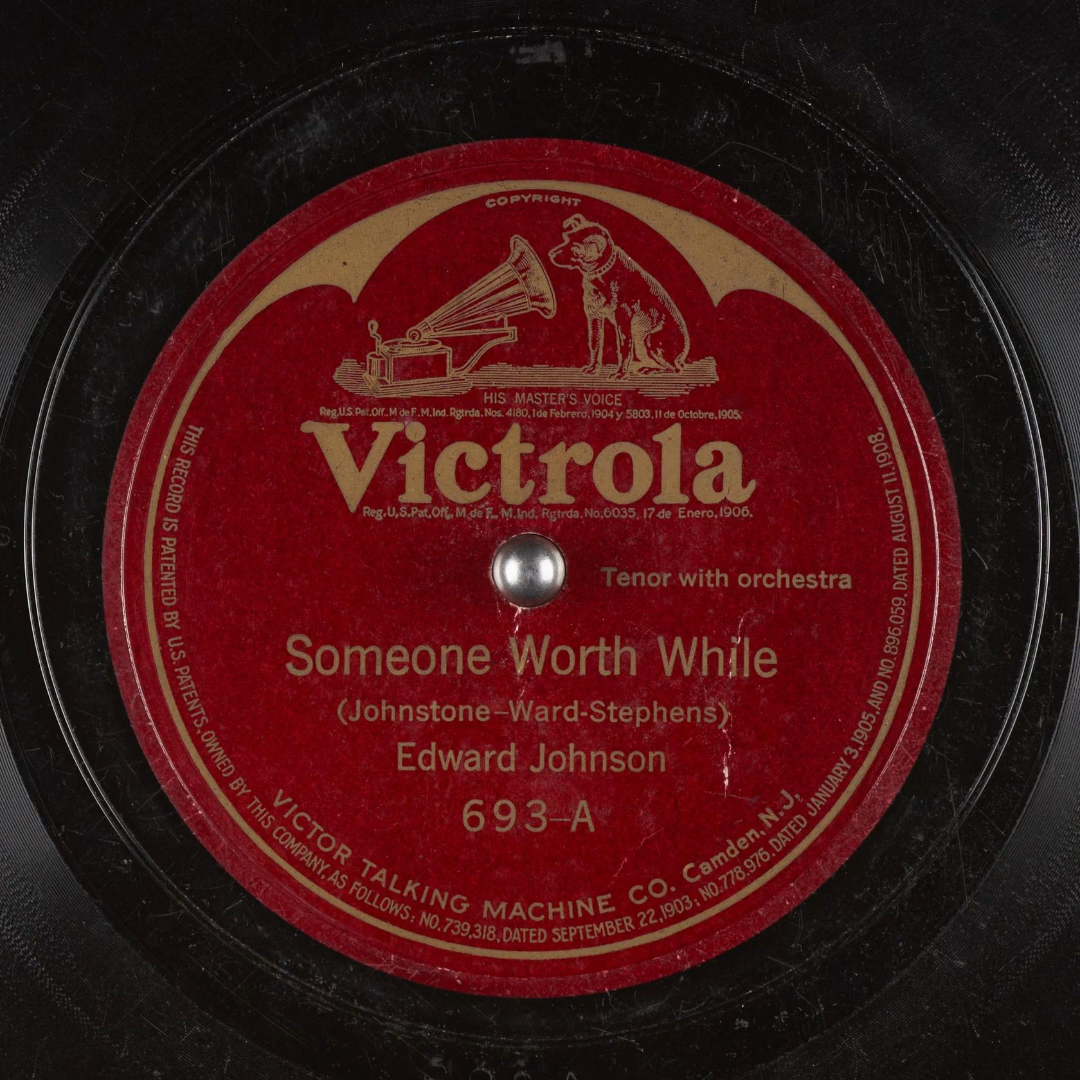 COPYRIGHT
HIS MASTER'S VOICE
Reg.U.S.Pat.Off., M de F., M.Ind. Rgtrda. Nos. 4180, 1 de Febrero, 1904 y 5803, 11 de Octobre, 1905.
Victrola
Reg.U.S.Pat.Off., M de F., M.Ind. Rgtrda. No.6035, 17 de Enero, 1906.
Tenor with orchestra
Someone Worth While
(Johnstone–Ward-Stephens)
Edward Johnson
693–A
VICTOR TALKING MACHINE CO. Camden, N.J.
THIS RECORD IS PATENTED BY U.S. PATENTS, OWNED BY THIS COMPANY, AS FOLLOWS: NO. 739,318, DATED SEPTEMBER 22,1903; NO. 778,976, DATED JANUARY 3,1905, AND NO. 896,059, DATED AUGUST 11,1908.